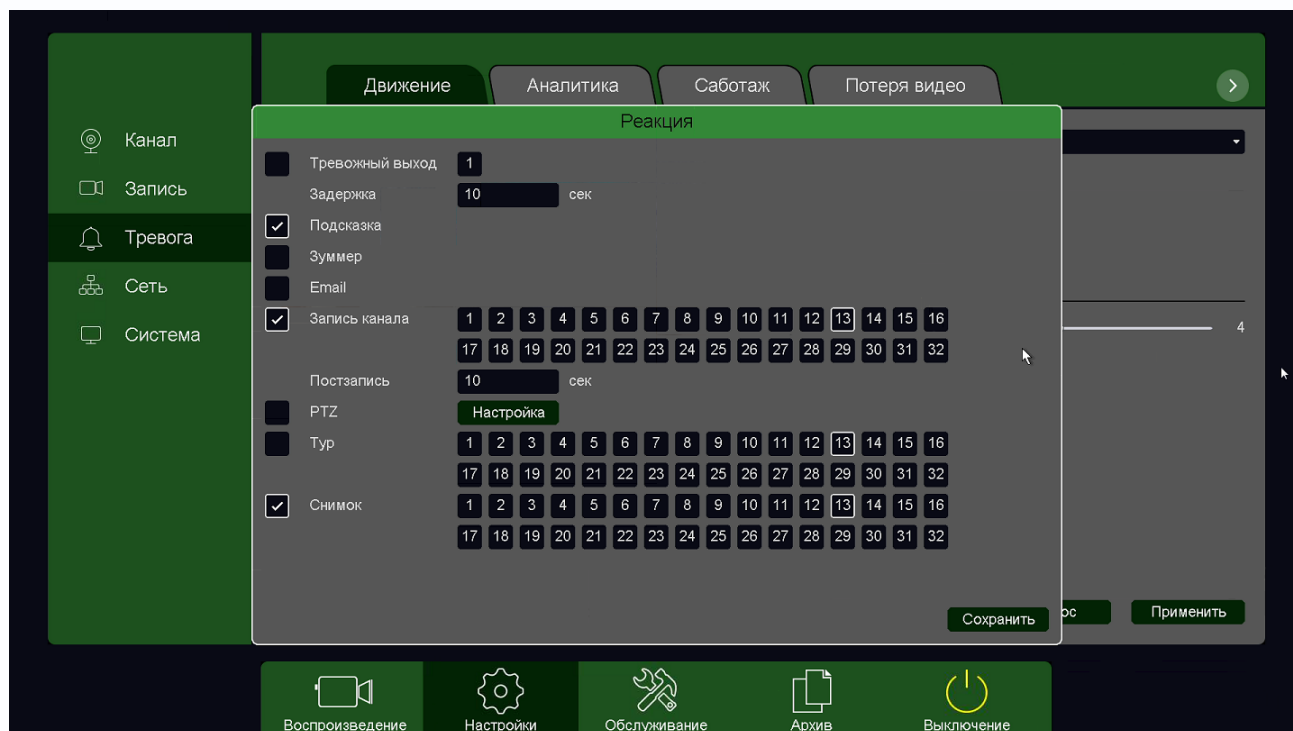 Движение Аналитика Саботаж Потеря видео
Реакция
Канал
Запись
Тревога
Сеть
Система
Тревожный выход 1
Задержка 10 сек
Подсказка
Зуммер
Email
Запись канала 1 2 3 4 5 6 7 8 9 10 11 12 13 14 15 16
17 18 19 20 21 22 23 24 25 26 27 28 29 30 31 32
Постзапись 10 сек
PTZ Настройка
Тур 1 2 3 4 5 6 7 8 9 10 11 12 13 14 15 16
17 18 19 20 21 22 23 24 25 26 27 28 29 30 31 32
Снимок 1 2 3 4 5 6 7 8 9 10 11 12 13 14 15 16
17 18 19 20 21 22 23 24 25 26 27 28 29 30 31 32
4
Сохранить
Применить
Воспроизведение Настройки Обслуживание Архив Выключение